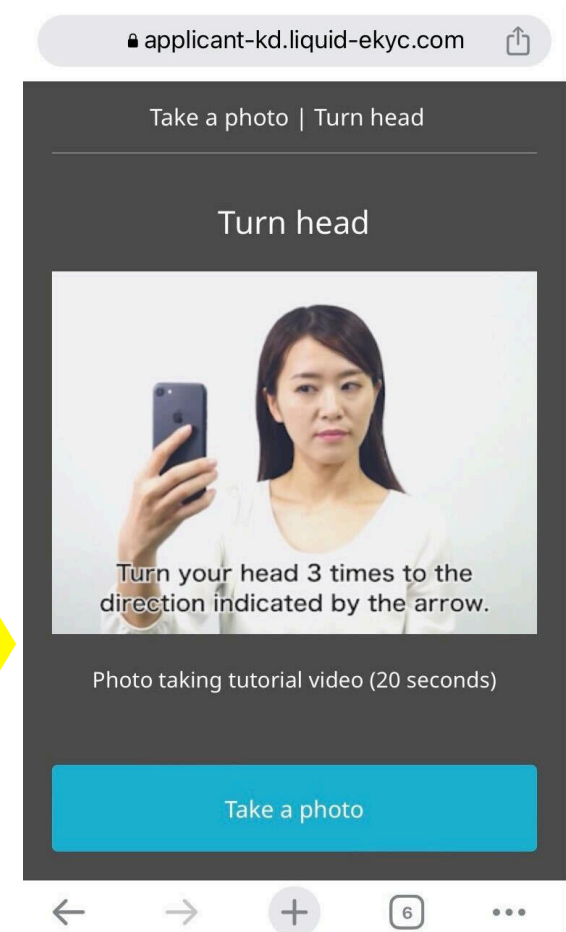 applicant-kd.liquid-ekyc.com
Take a photo | Turn head
Turn head
Turn your head 3 times to the
direction indicated by the arrow.
Photo taking tutorial video (20 seconds)
Take a photo
6